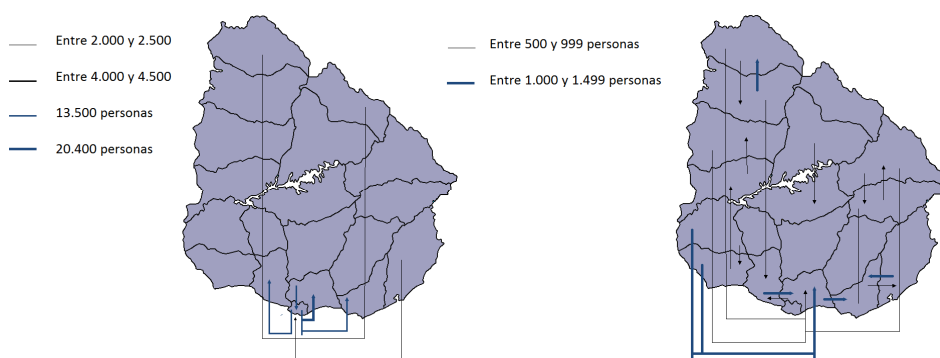 Entre 2.000 y 2.500
Entre 4.000 y 4.500
13.500 personas
20.400 personas
Entre 500 y 999 personas
Entre 1.000 y 1.499 personas